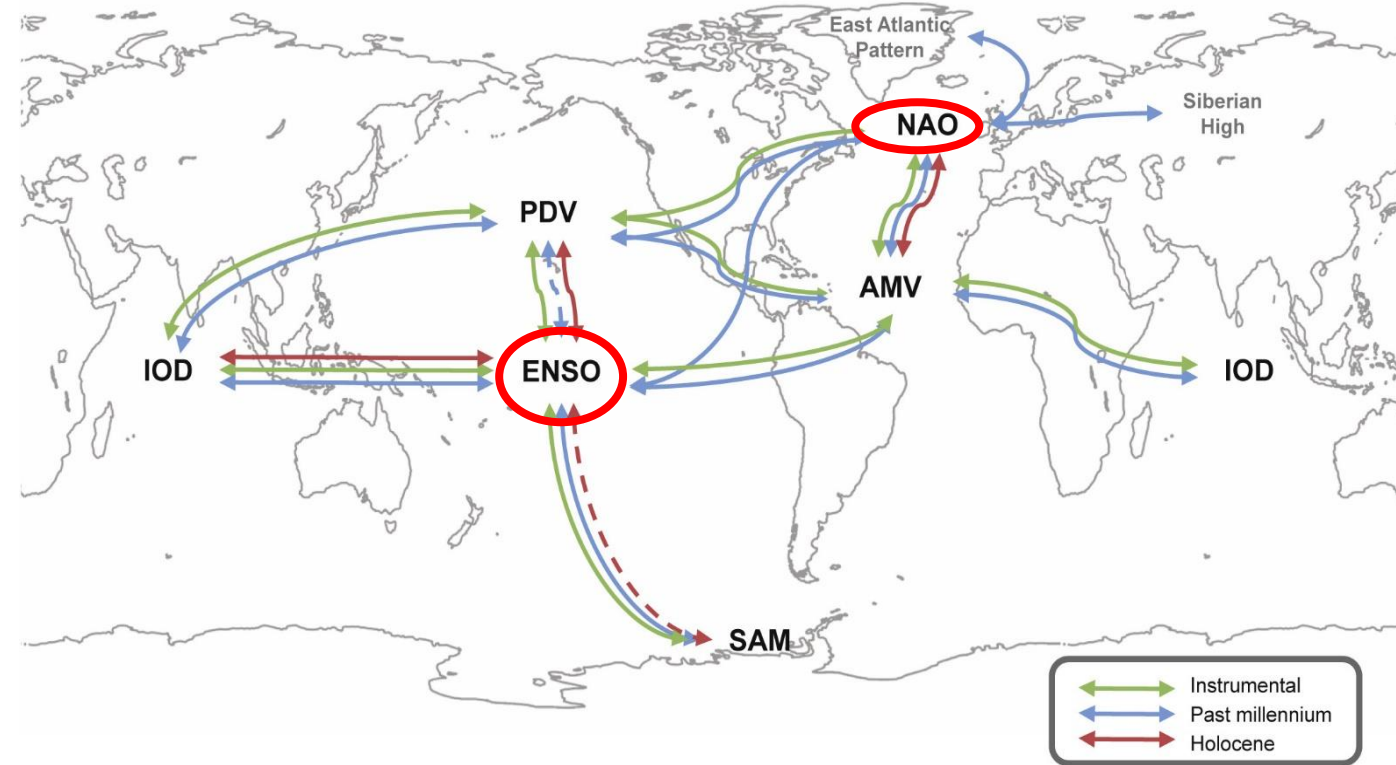 East Atlantic
Pattern
Siberian
High
NAO
PDV
AMV
IOD
ENSO
IOD
SAM
Instrumental
Past millennium
Holocene